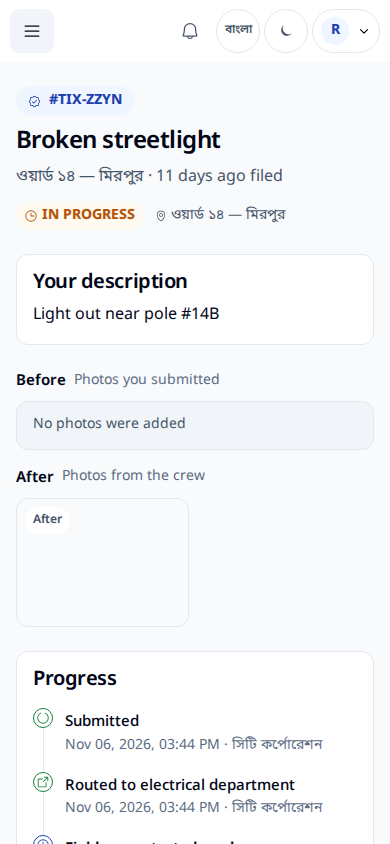 বাংলা
R
#TIX-ZZYN
Broken streetlight
ওয়ার্ড ১৪ — মিরপুর · 11 days ago filed
IN PROGRESS
ওয়ার্ড ১৪ — মিরপুর
Your description
Light out near pole #14B
Before Photos you submitted
No photos were added
After Photos from the crew
After
Progress
Submitted
Nov 06, 2026, 03:44 PM · সিটি কর্পোরেশন
Routed to electrical department
Nov 06, 2026, 03:44 PM · সিটি কর্পোরেশন